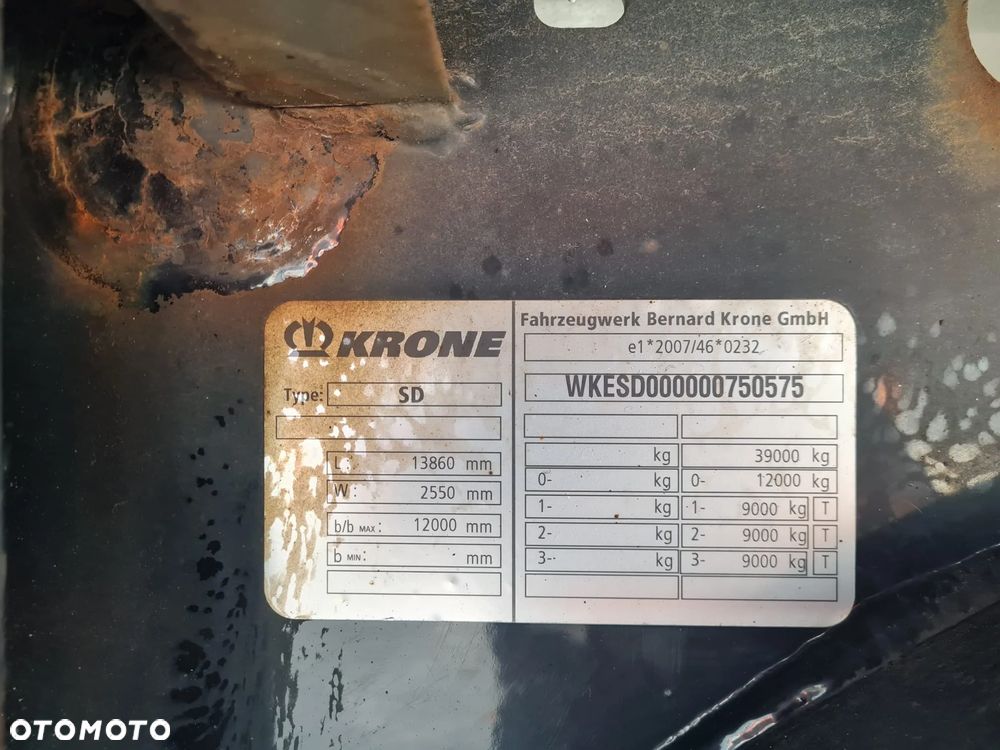 KRONE
Type: SD
L: 13860 mm
W: 2550 mm
b/b MAX: 12000 mm
b MIN: mm
Fahrzeugwerk Bernard Krone GmbH
e1*2007/46*0232
WKESD000000750575
kg 39000 kg
0- kg 0- 12000 kg
1- kg 1- 9000 kg T
2- kg 2- 9000 kg T
3- kg 3- 9000 kg T
OTOMOTO